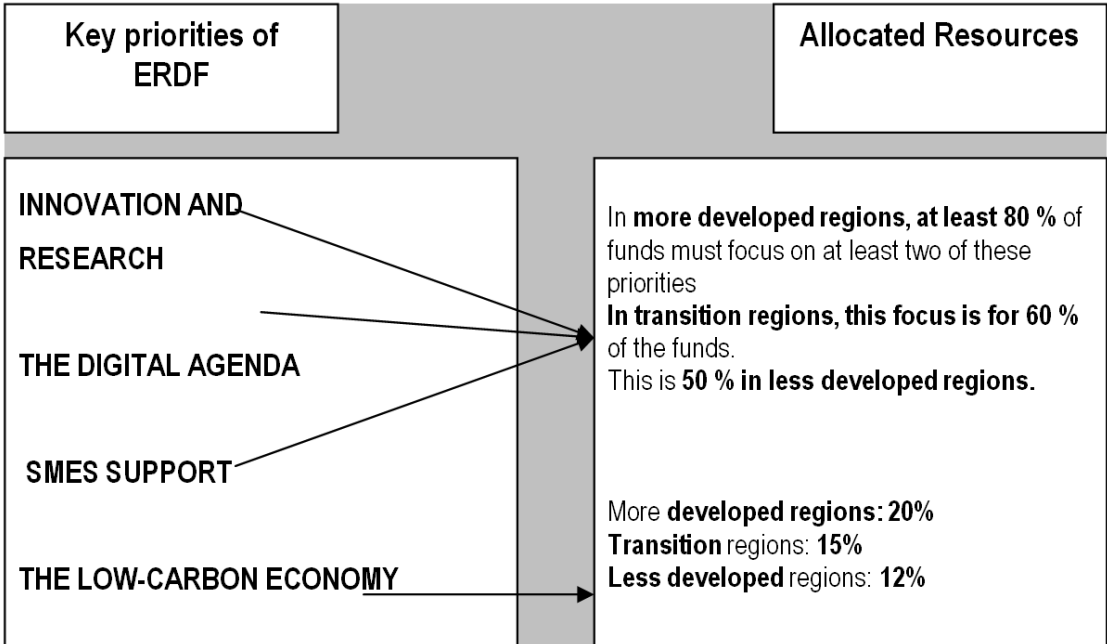 Key priorities of
ERDF
Allocated Resources
INNOVATION AND
RESEARCH
THE DIGITAL AGENDA
SMES SUPPORT
THE LOW-CARBON ECONOMY
In more developed regions, at least 80 % of
funds must focus on at least two of these
priorities
In transition regions, this focus is for 60 %
of the funds.
This is 50 % in less developed regions.
More developed regions: 20%
Transition regions: 15%
Less developed regions: 12%